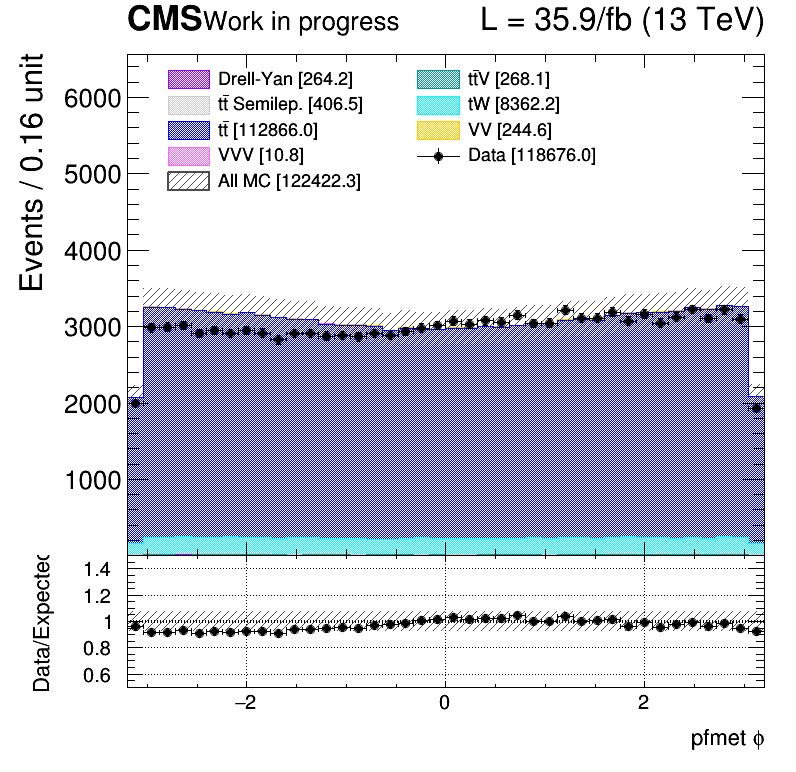 CMS Work in progress L = 35.9/fb (13 TeV)
Events / 0.16 unit
6000
5000
4000
3000
2000
1000
Drell-Yan [264.2]
tt̄ Semilep. [406.5]
tt̄ [112866.0]
VVV [10.8]
All MC [122422.3]
tt̄V [268.1]
tW [8362.2]
VV [244.6]
Data [118676.0]
Data/Expected
1.4
1.2
1
0.8
0.6
−2 0 2
pfmet ϕ